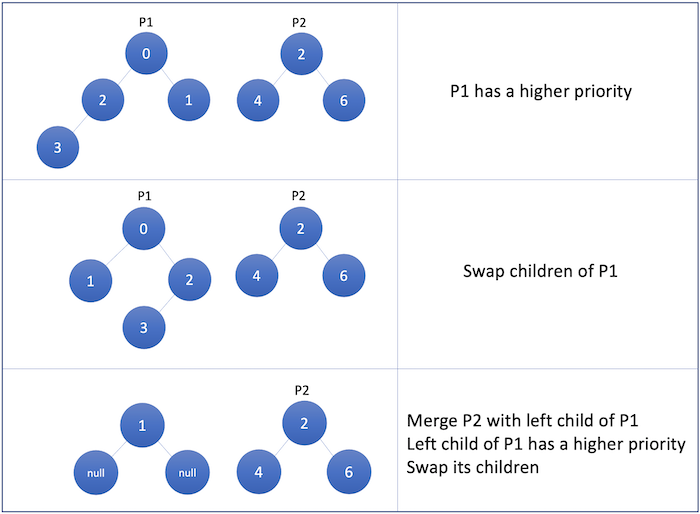 P1 P2
0 2
2 1 4 6
3
P1 has a higher priority
P1 P2
0 2
1 2 4 6
3
Swap children of P1
P2
1 2
null null 4 6
Merge P2 with left child of P1
Left child of P1 has a higher priority
Swap its children